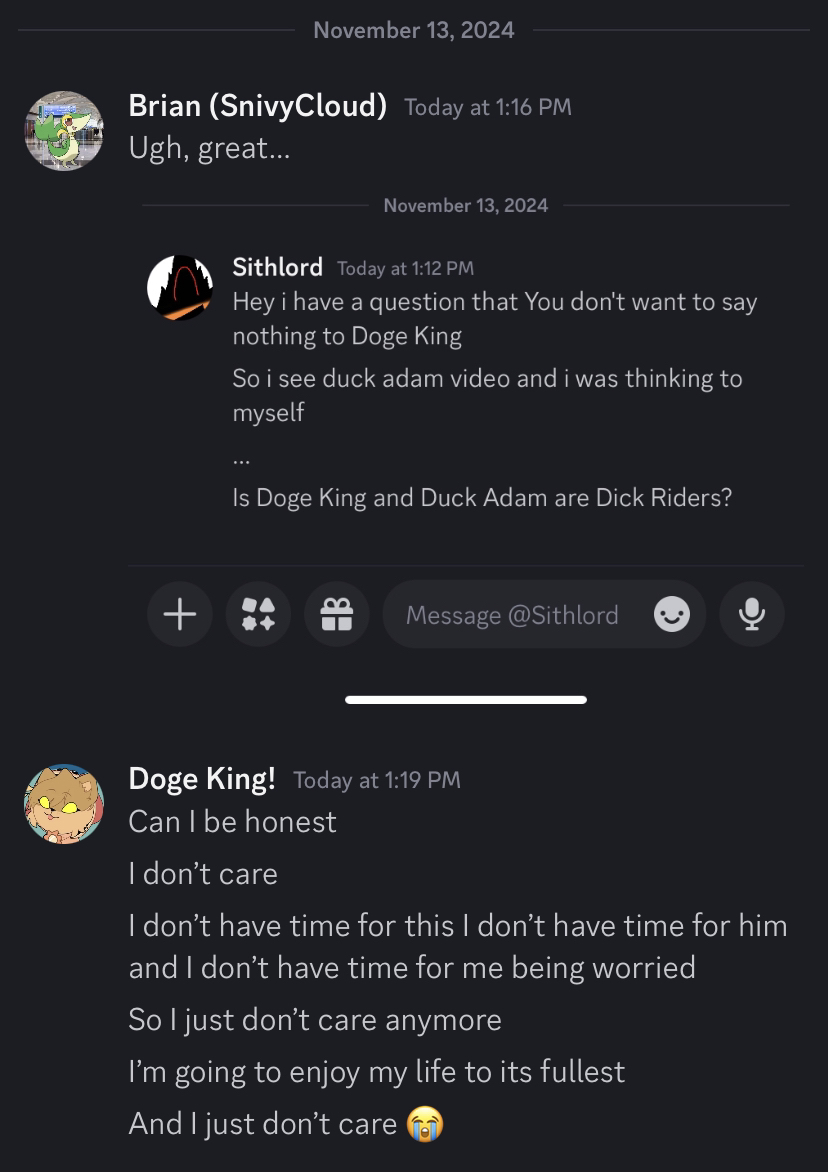 November 13, 2024
Brian (SnivyCloud) Today at 1:16 PM
Ugh, great...
November 13, 2024
Sithlord Today at 1:12 PM
Hey i have a question that You don't want to say
nothing to Doge King
So i see duck adam video and i was thinking to
myself
...
Is Doge King and Duck Adam are Dick Riders?
Message @Sithlord
Doge King! Today at 1:19 PM
Can I be honest
I don’t care
I don’t have time for this I don’t have time for him
and I don’t have time for me being worried
So I just don’t care anymore
I’m going to enjoy my life to its fullest
And I just don’t care 😭